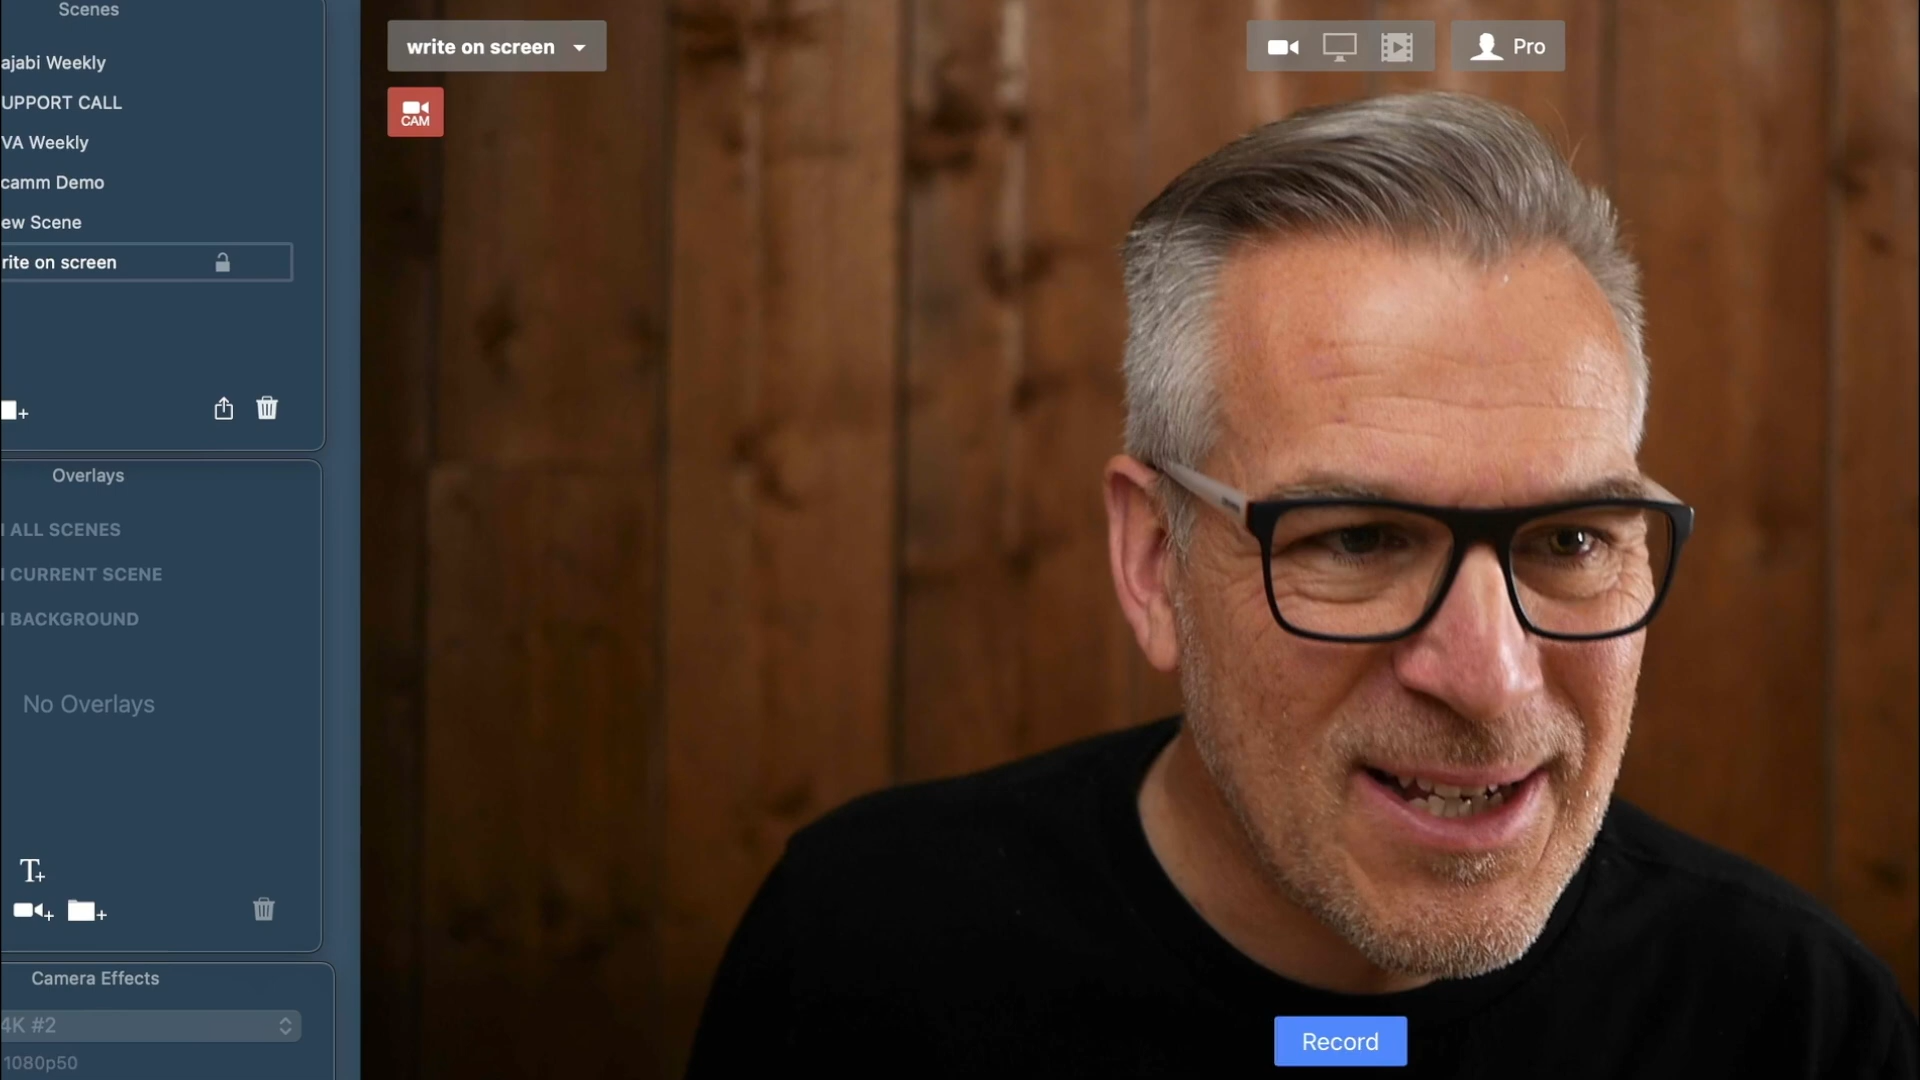 Scenes
ajabi Weekly
UPPORT CALL
VA Weekly
camm Demo
ew Scene
rite on screen
Overlays
ALL SCENES
CURRENT SCENE
BACKGROUND
No Overlays
T+
Camera Effects
4K #2
1080p50
write on screen
CAM
Pro
Record